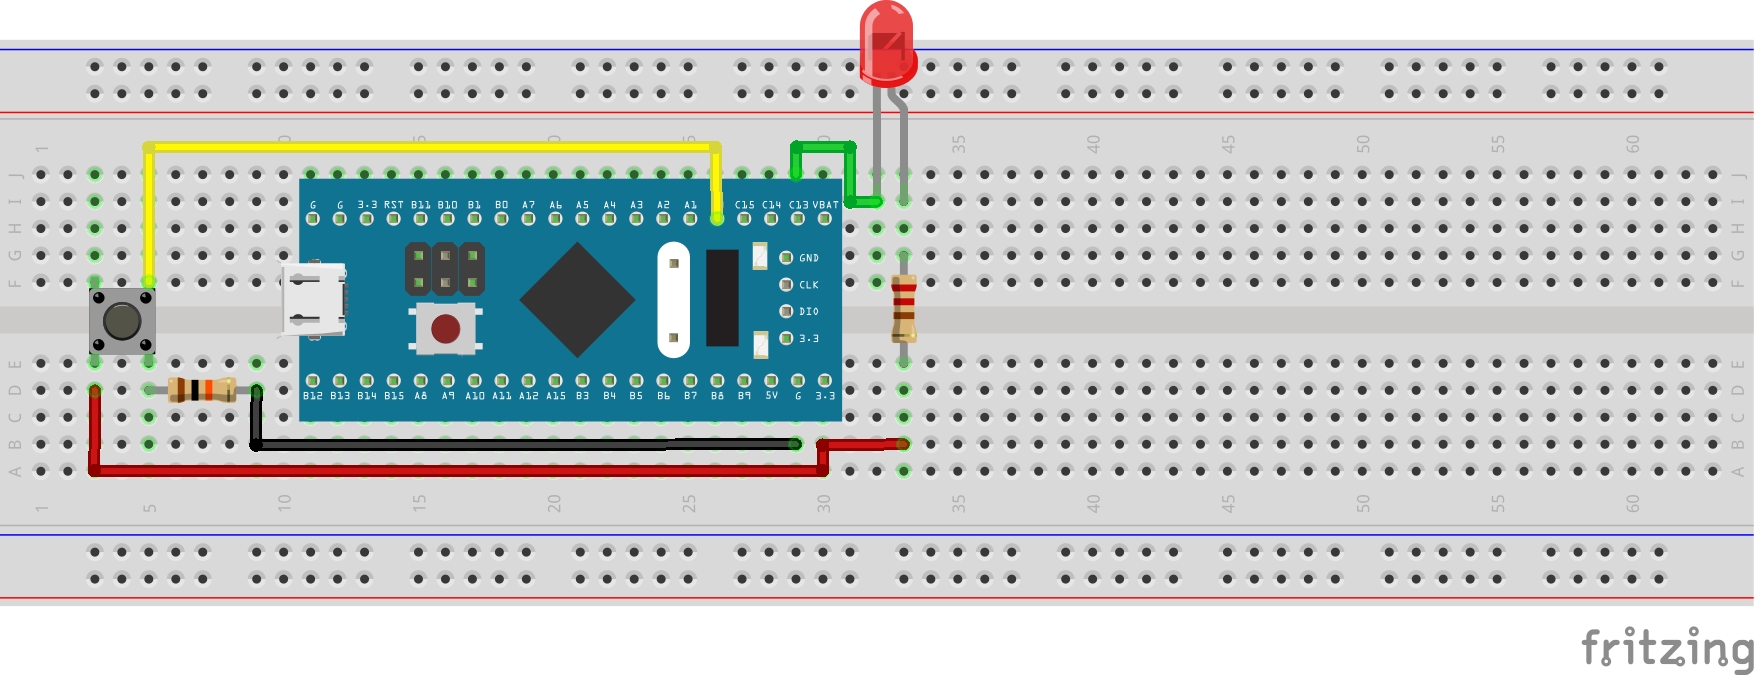 1 0 15 20 5 0 35 40 45 50 55 60
J J
I I
H H
G G
F F
G G 3.3 RST B11 B10 B1 B0 A7 A6 A5 A4 A3 A2 A1 C15 C14 C13 VBAT
GND
CLK
DIO
3.3
B12 B13 B14 B15 A8 A9 A10 A11 A12 A15 B3 B4 B5 B6 B7 B8 B9 5V G 3.3
E E
D D
C C
B B
A A
1 5 10 15 20 25 30 35 40 45 50 55 60
fritzing